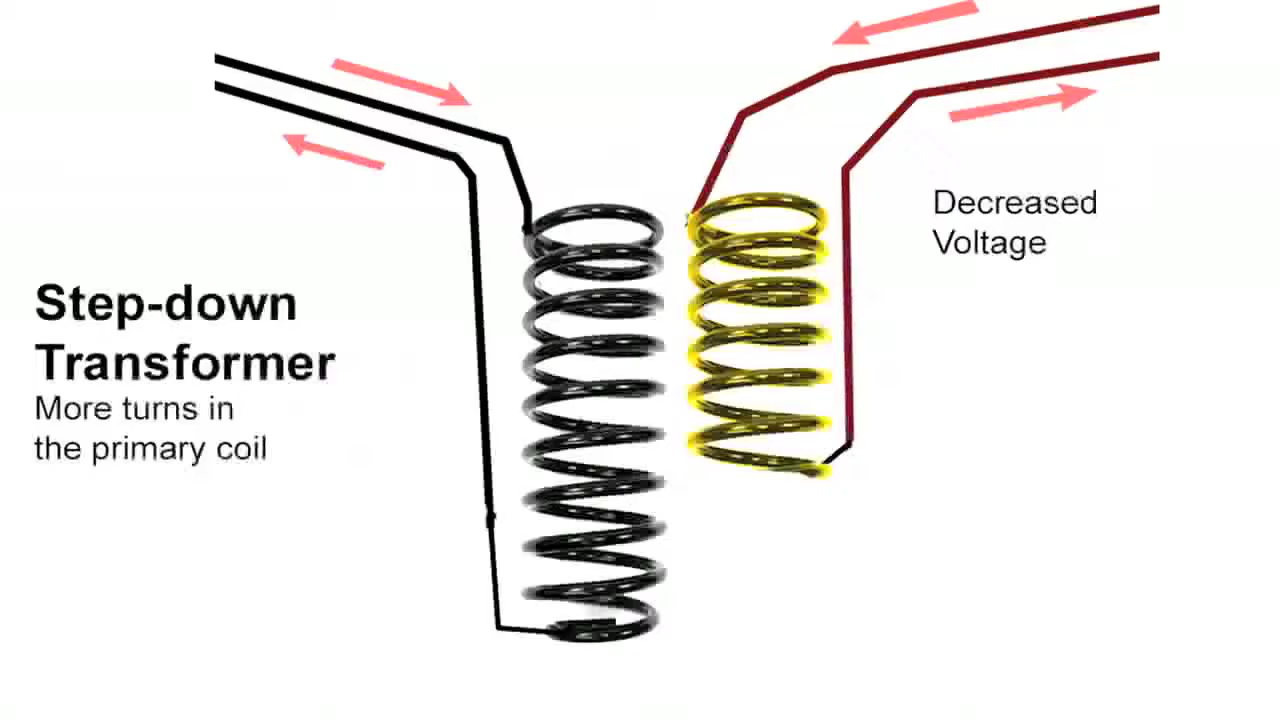 Step-down
Transformer
More turns in
the primary coil
Decreased
Voltage